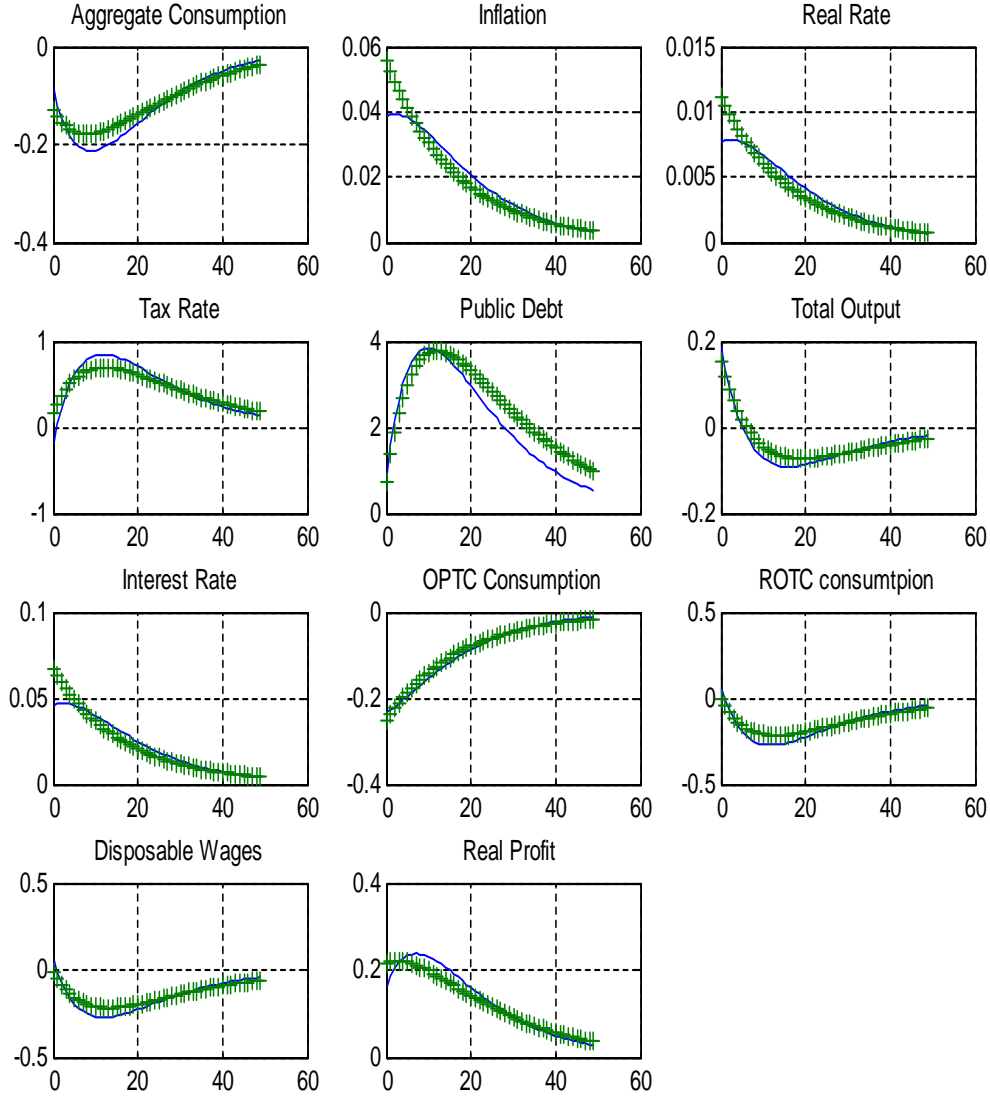 Aggregate Consumption
0
-0.2
-0.4
0 20 40 60
Inflation
0.06
0.04
0.02
0
0 20 40 60
Real Rate
0.015
0.01
0.005
0
0 20 40 60
Tax Rate
1
0
-1
0 20 40 60
Public Debt
4
2
0
0 20 40 60
Total Output
0.2
0
-0.2
0 20 40 60
Interest Rate
0.1
0.05
0
0 20 40 60
OPTC Consumption
0
-0.2
-0.4
0 20 40 60
ROTC consumtpion
0.5
0
-0.5
0 20 40 60
Disposable Wages
0.5
0
-0.5
0 20 40 60
Real Profit
0.4
0.2
0
0 20 40 60